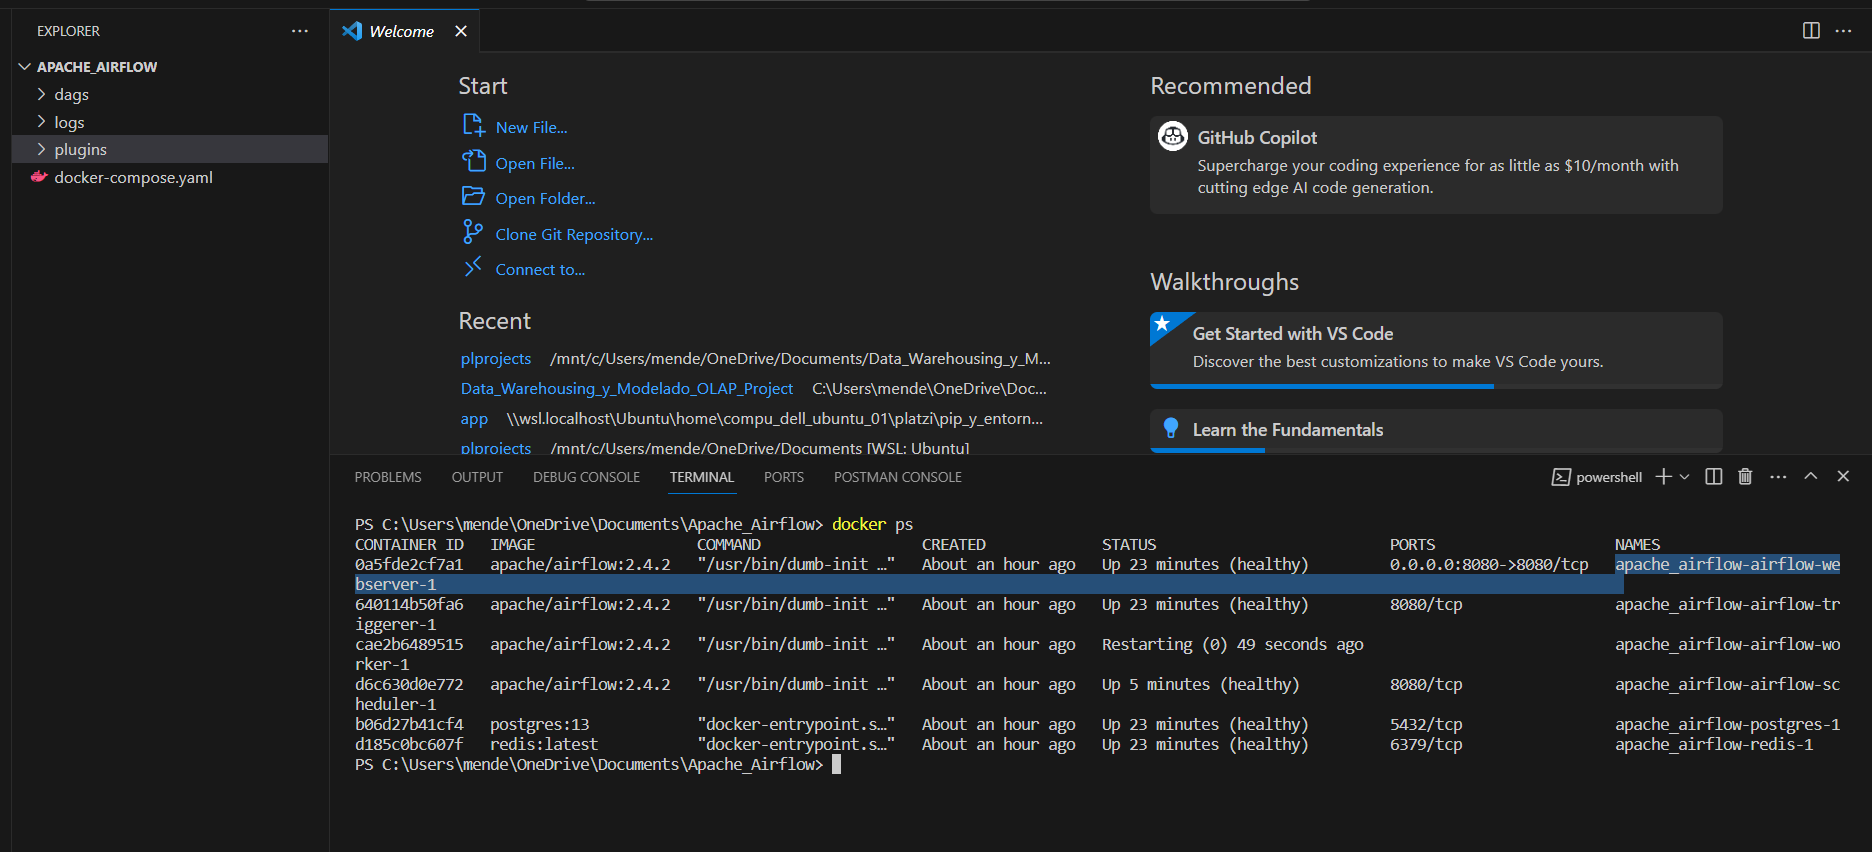 EXPLORER
APACHE_AIRFLOW
dags
logs
plugins
docker-compose.yaml
Welcome
Start
New File...
Open File...
Open Folder...
Clone Git Repository...
Connect to...
Recent
plprojects /mnt/c/Users/mende/OneDrive/Documents/Data_Warehousing_y_M...
Data_Warehousing_y_Modelado_OLAP_Project C:\Users\mende\OneDrive\Doc...
app \\wsl.localhost\Ubuntu\home\compu_dell_ubuntu_01\platzi\pip_y_entorn...
plprojects /mnt/c/Users/mende/OneDrive/Documents [WSL: Ubuntu]
Recommended
GitHub Copilot
Supercharge your coding experience for as little as $10/month with
cutting edge AI code generation.
Walkthroughs
Get Started with VS Code
Discover the best customizations to make VS Code yours.
Learn the Fundamentals
PROBLEMS OUTPUT DEBUG CONSOLE TERMINAL PORTS POSTMAN CONSOLE powershell
PS C:\Users\mende\OneDrive\Documents\Apache_Airflow> docker ps
CONTAINER ID IMAGE COMMAND CREATED STATUS PORTS NAMES
0a5fde2cf7a1 apache/airflow:2.4.2 "/usr/bin/dumb-init …" About an hour ago Up 23 minutes (healthy) 0.0.0.0:8080->8080/tcp apache_airflow-airflow-we
bserver-1
640114b50fa6 apache/airflow:2.4.2 "/usr/bin/dumb-init …" About an hour ago Up 23 minutes (healthy) 8080/tcp apache_airflow-airflow-tr
iggerer-1
cae2b6489515 apache/airflow:2.4.2 "/usr/bin/dumb-init …" About an hour ago Restarting (0) 49 seconds ago apache_airflow-airflow-wo
rker-1
d6c630d0e772 apache/airflow:2.4.2 "/usr/bin/dumb-init …" About an hour ago Up 5 minutes (healthy) 8080/tcp apache_airflow-airflow-sc
heduler-1
b06d27b41cf4 postgres:13 "docker-entrypoint.s…" About an hour ago Up 23 minutes (healthy) 5432/tcp apache_airflow-postgres-1
d185c0bc607f redis:latest "docker-entrypoint.s…" About an hour ago Up 23 minutes (healthy) 6379/tcp apache_airflow-redis-1
PS C:\Users\mende\OneDrive\Documents\Apache_Airflow>